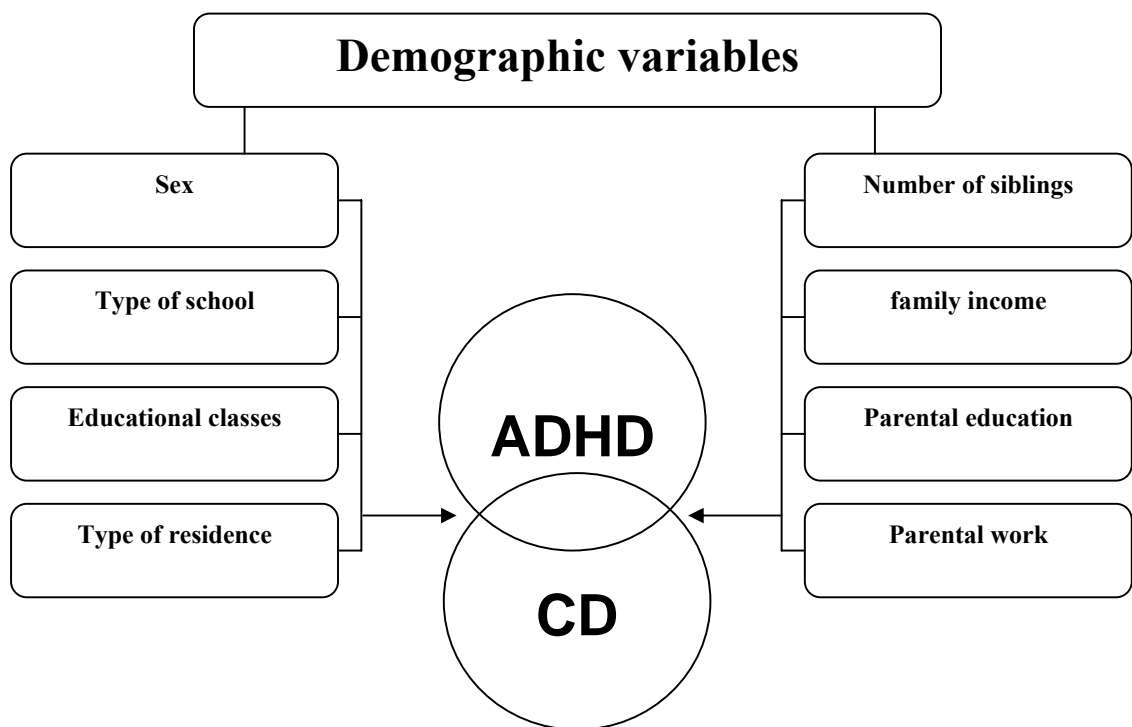 Demographic variables
Sex
Type of school
Educational classes
Type of residence
Number of siblings
family income
Parental education
Parental work
ADHD
CD